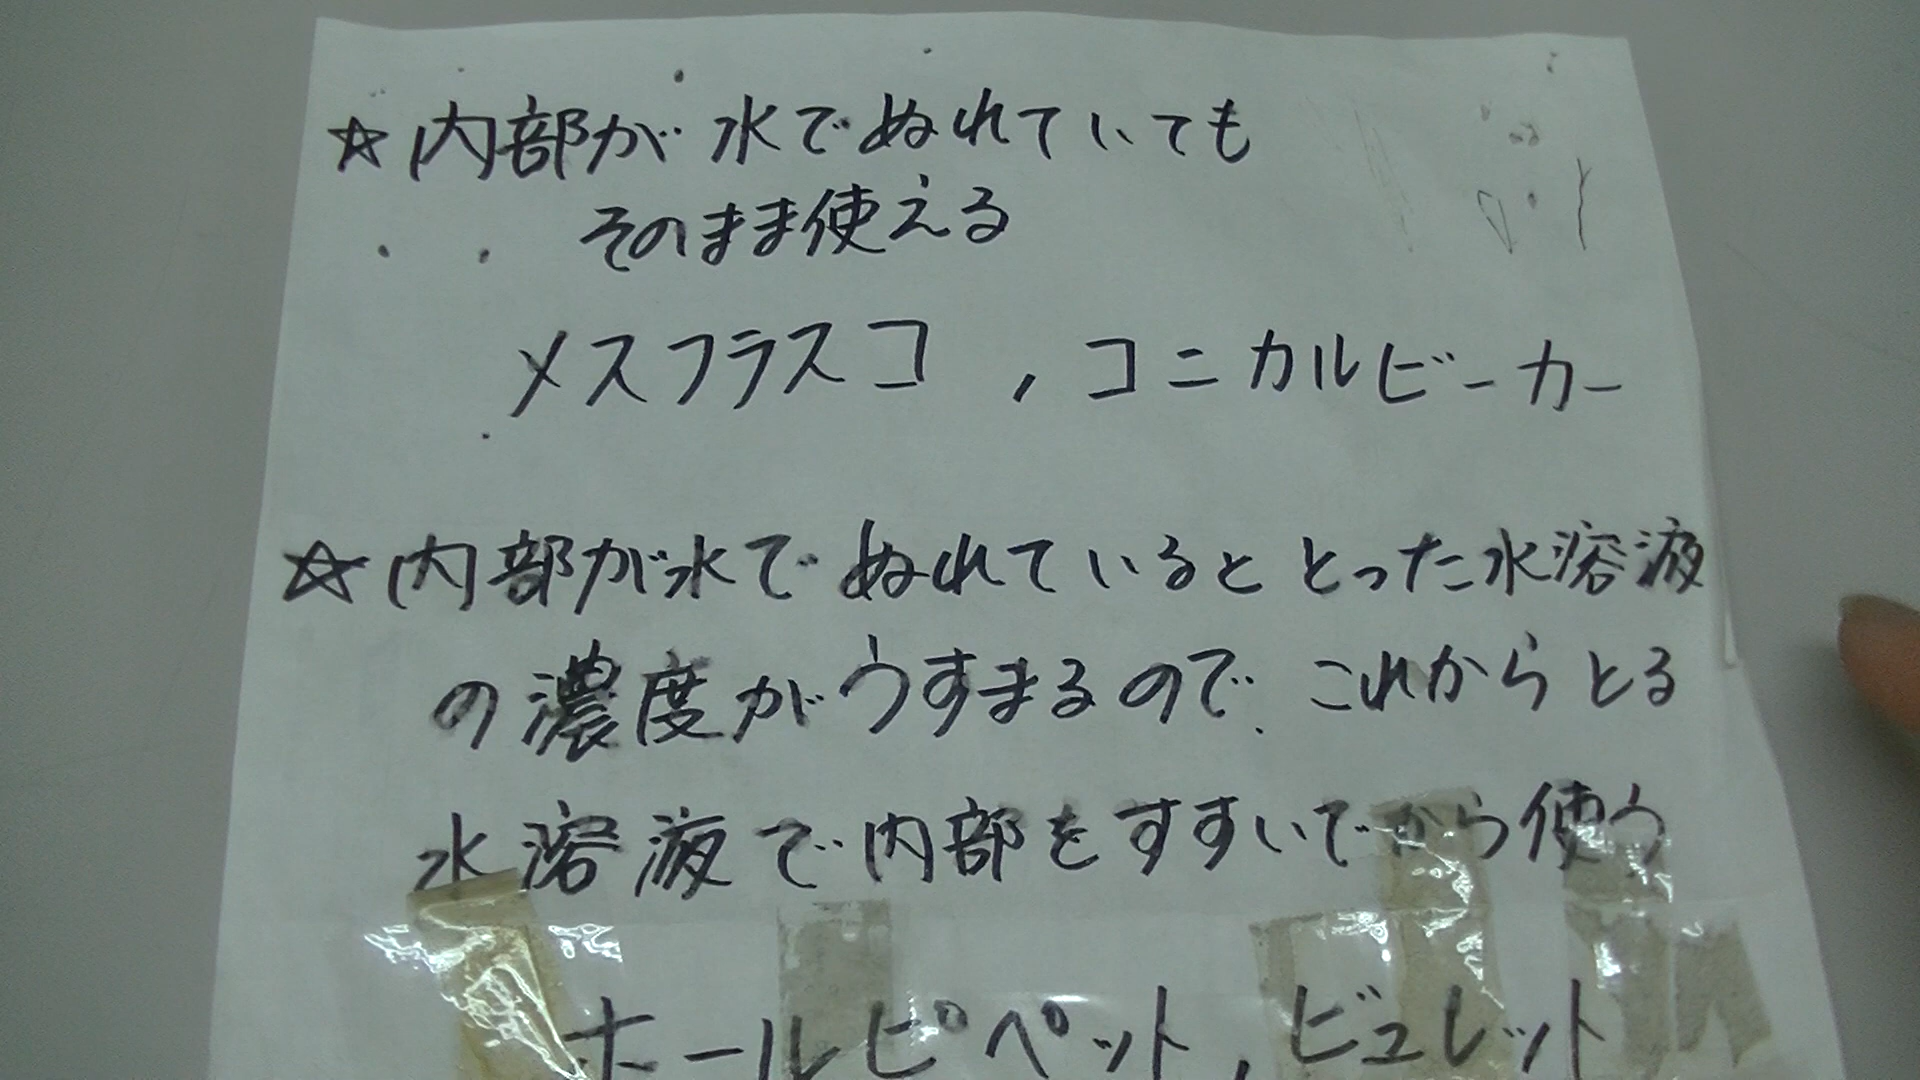 ☆内部が水でぬれていても
そのまま使える
メスフラスコ , コニカルビーカー
☆内部が水でぬれているととった水溶液
の濃度がうすまるので、これからとる
水溶液で内部をすすいでから使う
ホールピペット , ビュレット